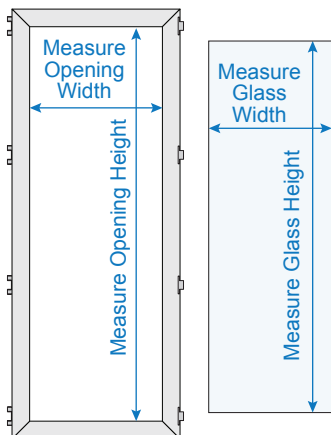 Measure
Opening
Width
Measure Opening Height
Measure
Glass
Width
Measure Glass Height